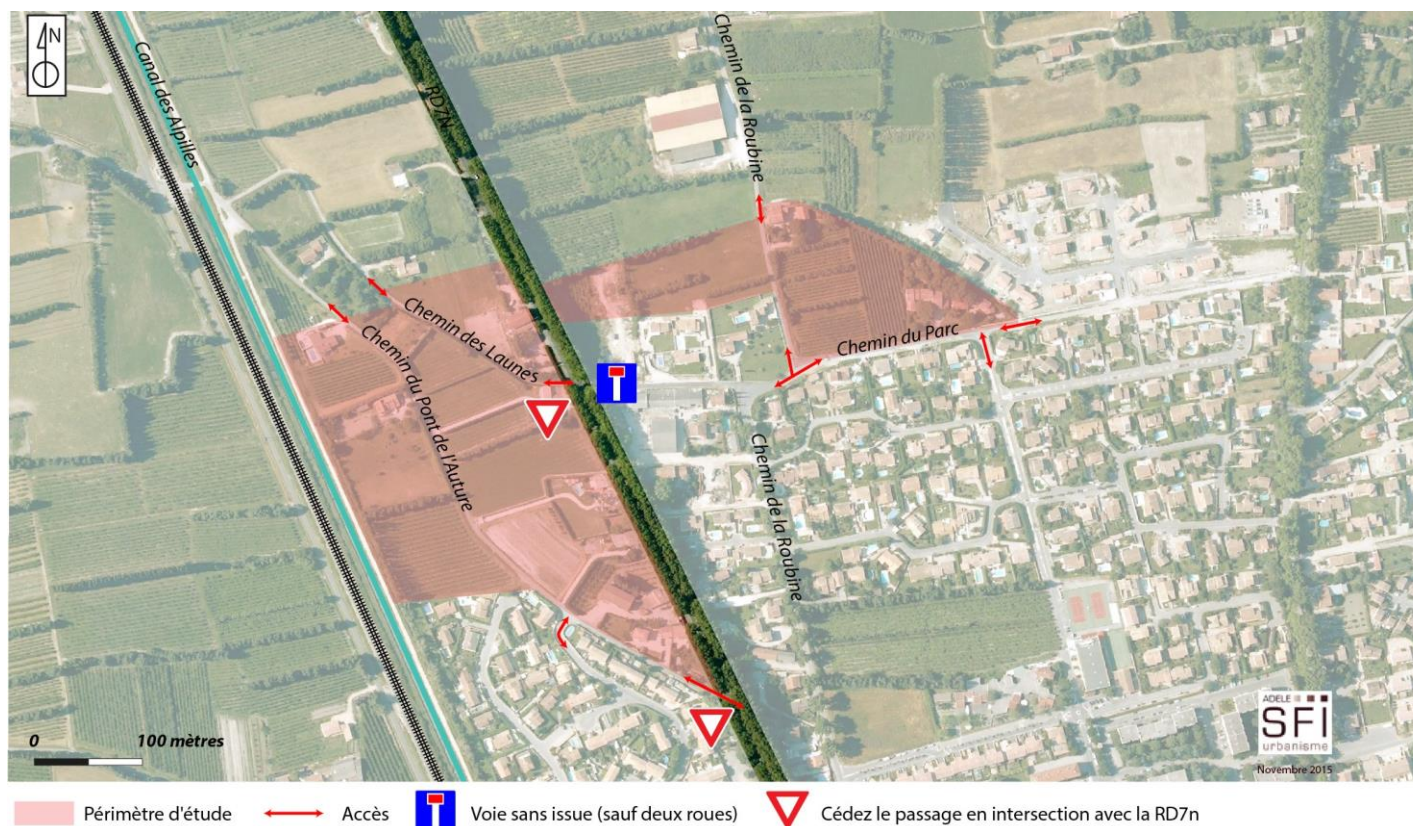 N
Canal des Alpilles
RD7N
Chemin de la Roubine
Chemin des Launes
Chemin du Pont de l'Auture
Chemin du Parc
Chemin de la Roubine
0 100 mètres
ADELE
SFi
urbanisme
Novembre 2015
Périmètre d'étude Accès Voie sans issue (sauf deux roues) Cédez le passage en intersection avec la RD7n